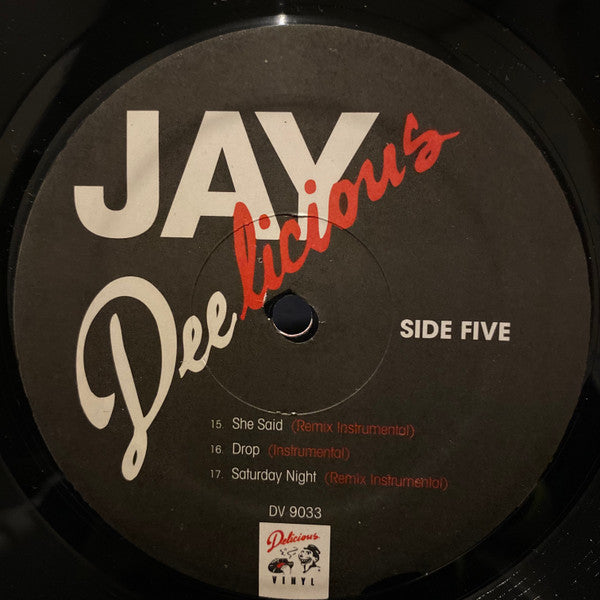 JAY
Deelicious
SIDE FIVE
15. She Said (Remix Instrumental)
16. Drop (Instrumental)
17. Saturday Night (Remix Instrumental)
DV 9033
Delicious
VINYL